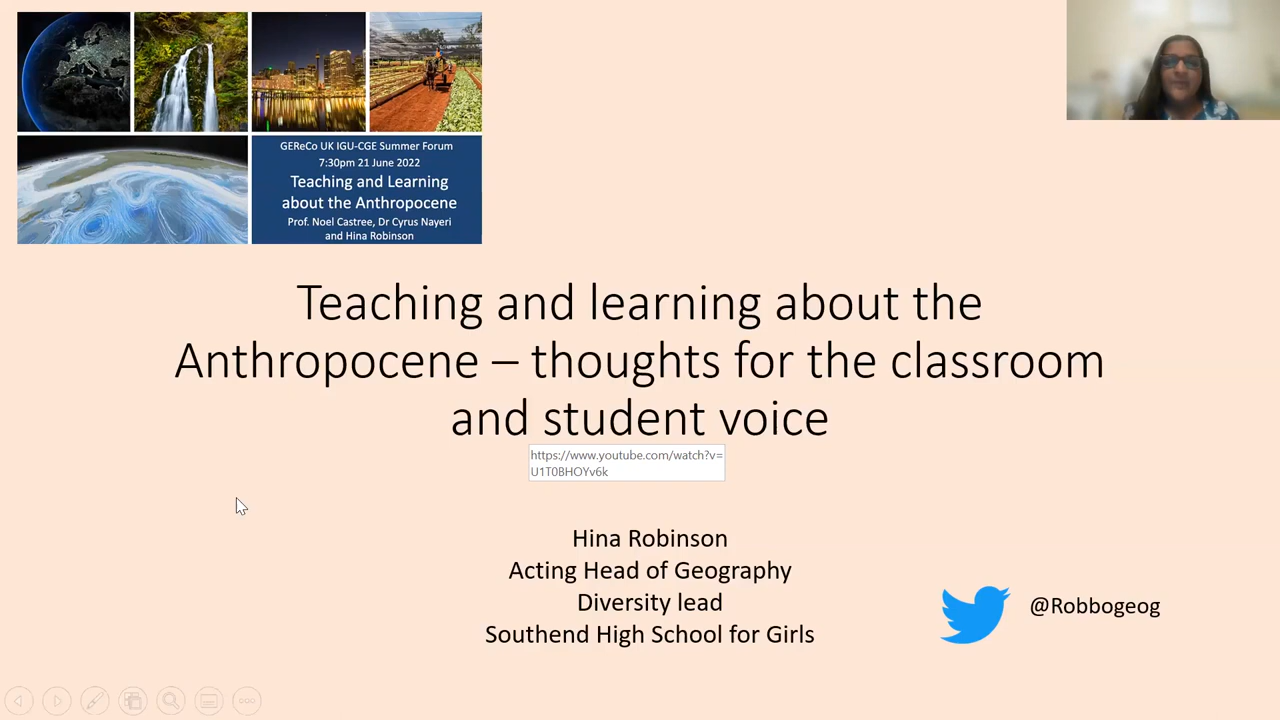 GEReCo UK IGU-CGE Summer Forum
7:30pm 21 June 2022
Teaching and Learning
about the Anthropocene
Prof. Noel Castree, Dr Cyrus Nayeri
and Hina Robinson
Teaching and learning about the
Anthropocene – thoughts for the classroom
and student voice
https://www.youtube.com/watch?v=
U1T0BHOYv6k
Hina Robinson
Acting Head of Geography
Diversity lead
Southend High School for Girls
@Robbogeog